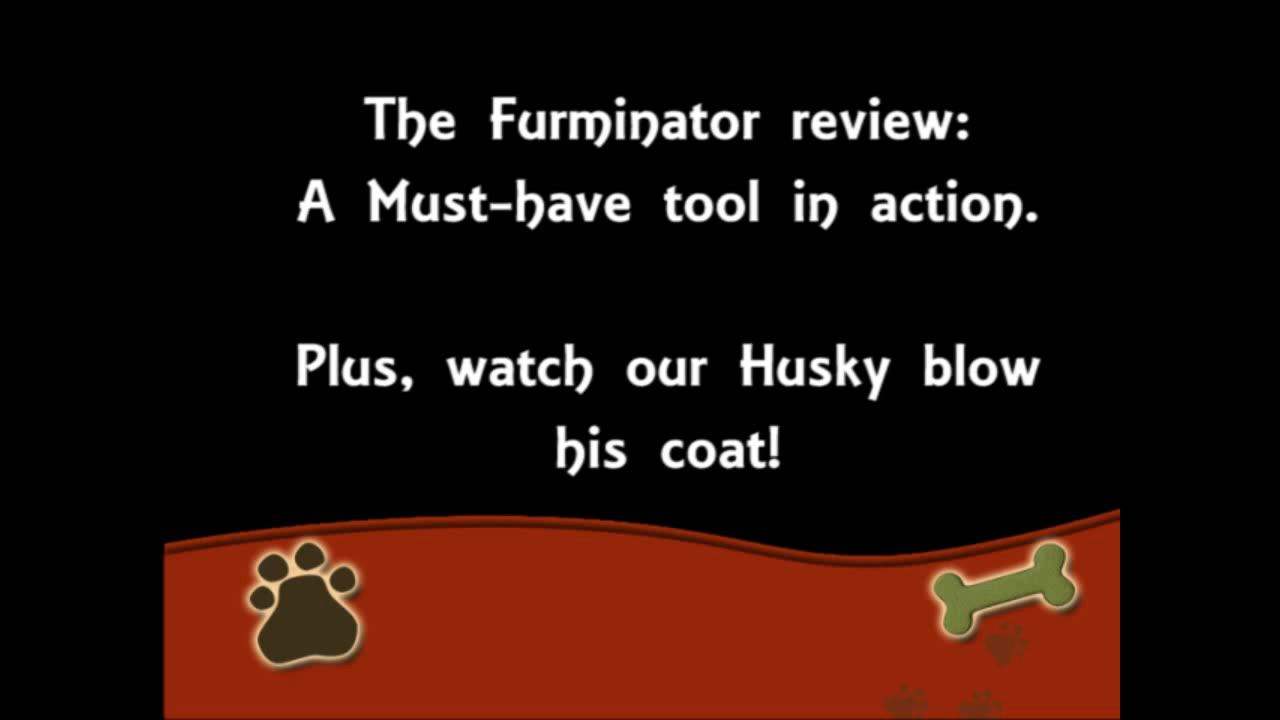 The Furminator review:
A Must-have tool in action.
Plus, watch our Husky blow
his coat!